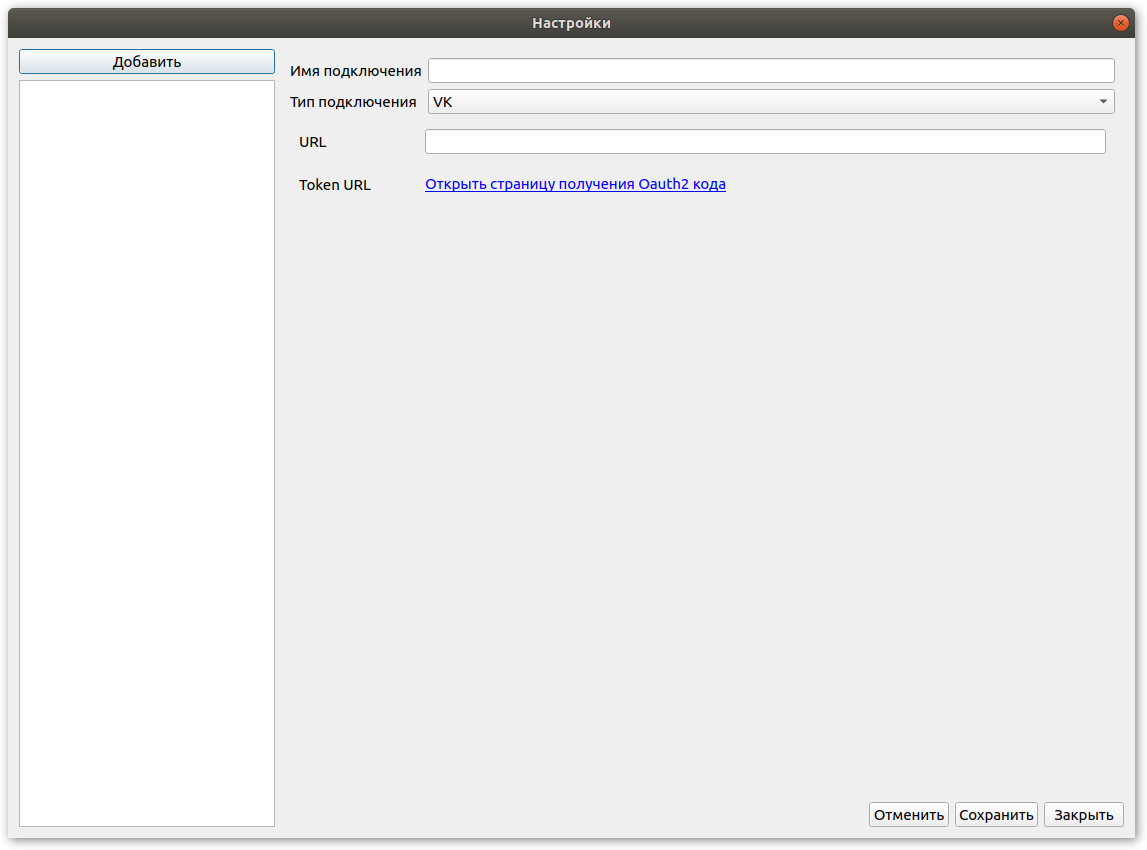 Настройки
Добавить
Имя подключения
Тип подключения VK
URL
Token URL Открыть страницу получения Oauth2 кода
Отменить Сохранить Закрыть